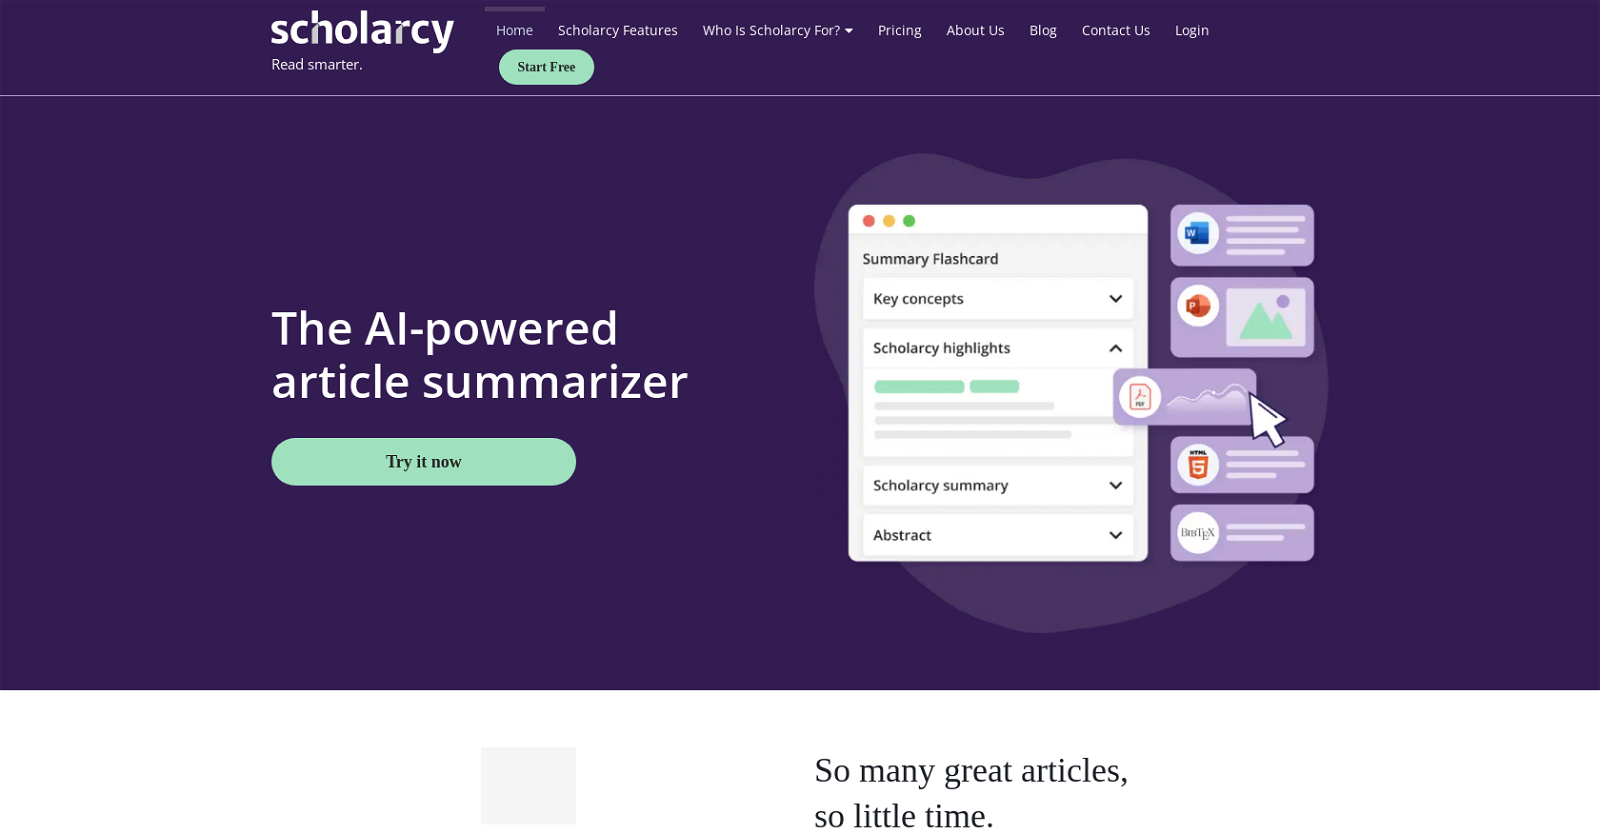 scholarcy
Read smarter.
Home Scholarcy Features Who Is Scholarcy For? Pricing About Us Blog Contact Us Login
Start Free
The AI-powered
article summarizer
Try it now
Summary Flashcard
Key concepts
Scholarcy highlights
Scholarcy summary
Abstract
W
P
PDF
HTML
5
BIBTEX
So many great articles,
so little time.